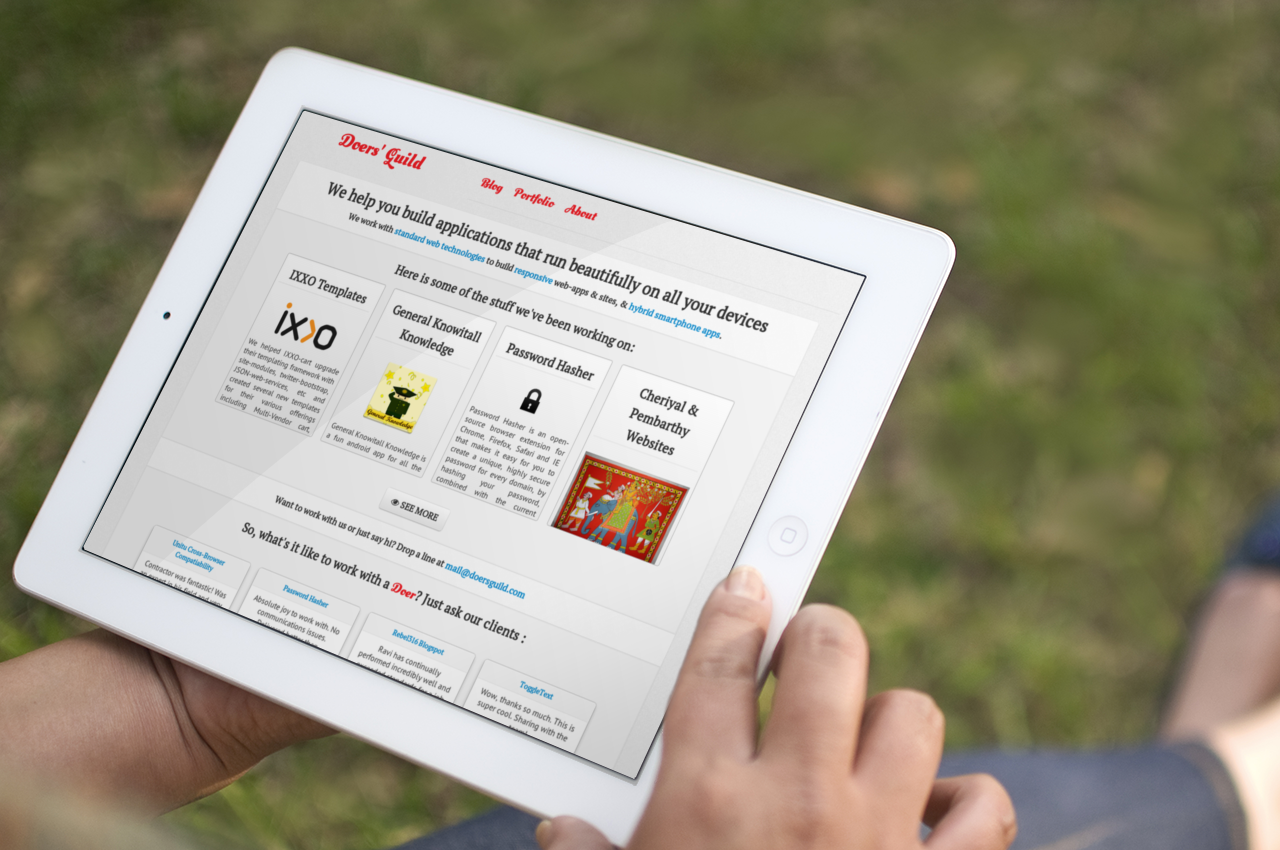 Doers' Guild
Blog Portfolio About
We help you build applications that run beautifully on all your devices
We work with standard web technologies to build responsive web-apps & sites, & hybrid smartphone apps.
Here is some of the stuff we've been working on:
IXXO Templates
ixxo
We helped IXXO-cart upgrade
their templating framework with
site-modules, twitter-bootstrap,
JSON-web-services, etc and
created several new templates
for their various offerings
including Multi-Vendor cart,
General Knowitall
Knowledge
General Knowledge
General Knowitall Knowledge is
a fun android app for all the
Password Hasher
Password Hasher is an open-
source browser extension for
Chrome, Firefox, Safari and IE
that makes it easy for you to
create a unique, highly secure
password for every domain, by
hashing your password,
combined with the current
Cheriyal &
Pembarthy
Websites
SEE MORE
Want to work with us or just say hi? Drop a line at mail@doersguild.com
So, what's it like to work with a Doer? Just ask our clients :
Unitu Cross-Browser
Compatibility
Contractor was fantastic! Was
Password Hasher
Absolute joy to work with. No
communications issues.
Rebel316 Blogspot
Ravi has continually
performed incredibly well and
ToggleText
Wow, thanks so much. This is
super cool. Sharing with the